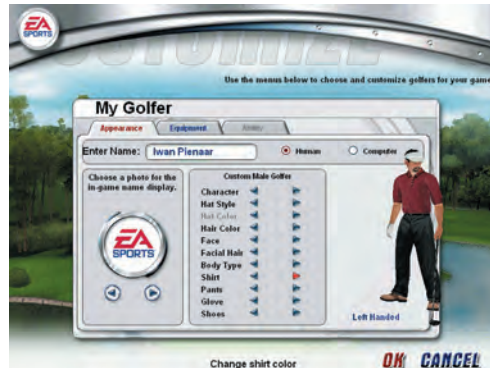 EA
SPORTS
CUSTOMIZE
Use the menus below to choose and customize golfers for your game
My Golfer
Appearance Equipment Ability
Enter Name: Iwan Pienaar Human Computer
Choose a photo for the
in-game name display.
EA
SPORTS
Custom Male Golfer
Character
Hat Style
Hat Color
Hair Color
Face
Facial Hair
Body Type
Shirt
Pants
Glove
Shoes
Left Handed
Change shirt color
OK CANCEL